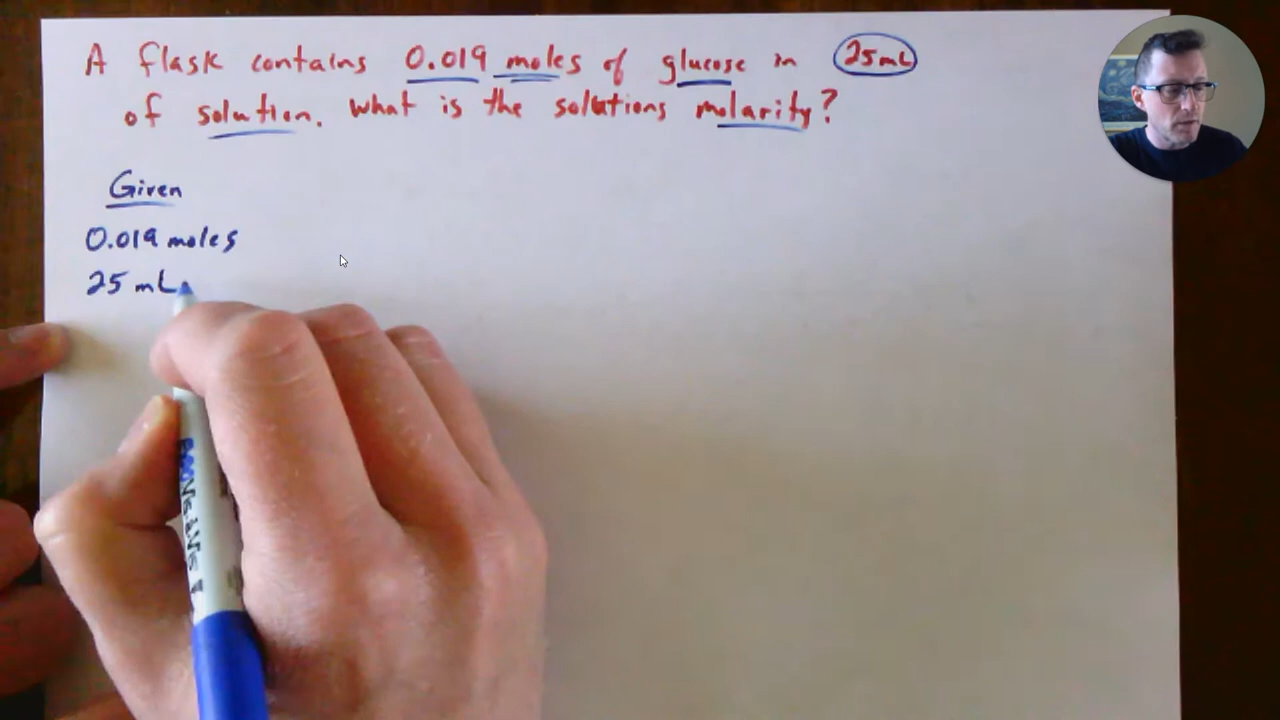 A flask contains 0.019 moles of glucose in 25mL
of solution. What is the solutions molarity?
Given
0.019 moles
25 mL